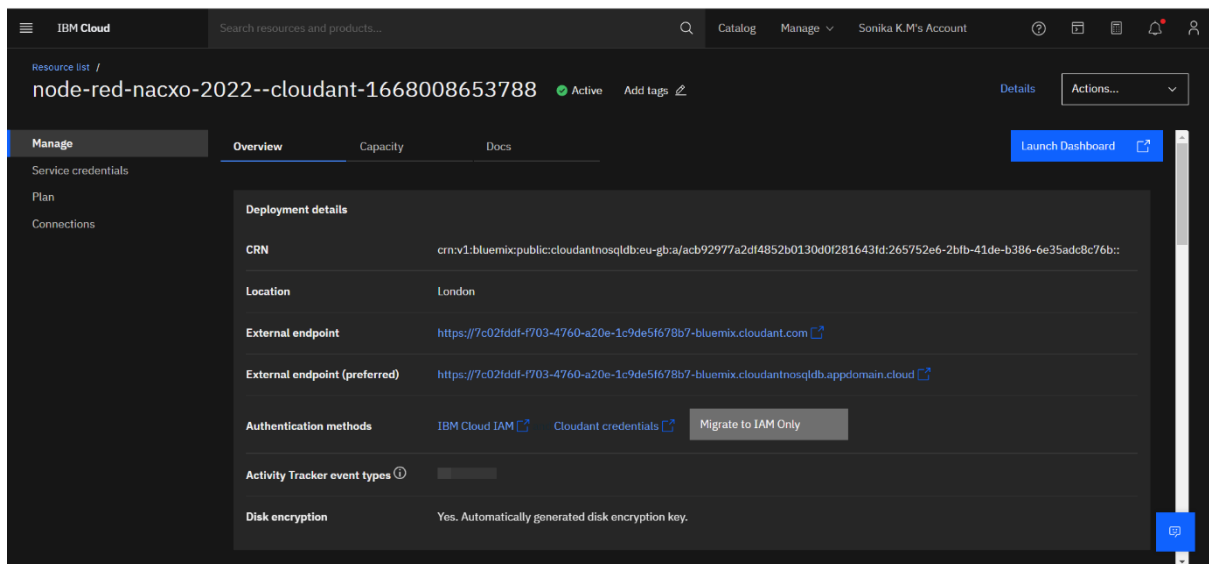 IBM Cloud Search resources and products... Catalog Manage Sonika K.M's Account
Resource list /
node-red-nacxo-2022--cloudant-1668008653788 Active Add tags Details Actions...
Manage
Service credentials
Plan
Connections
Overview Capacity Docs Launch Dashboard
Deployment details
CRN crn:v1:bluemix:public:cloudantnosqldb:eu-gb:a/acb92977a2df4852b0130d0f281643fd:265752e6-2bfb-41de-b386-6e35adc8c76b::
Location London
External endpoint https://7c02fddf-f703-4760-a20e-1c9de5f678b7-bluemix.cloudant.com
External endpoint (preferred) https://7c02fddf-f703-4760-a20e-1c9de5f678b7-bluemix.cloudantnosqldb.appdomain.cloud
Authentication methods IBM Cloud IAM Cloudant credentials Migrate to IAM Only
Activity Tracker event types
Disk encryption Yes. Automatically generated disk encryption key.